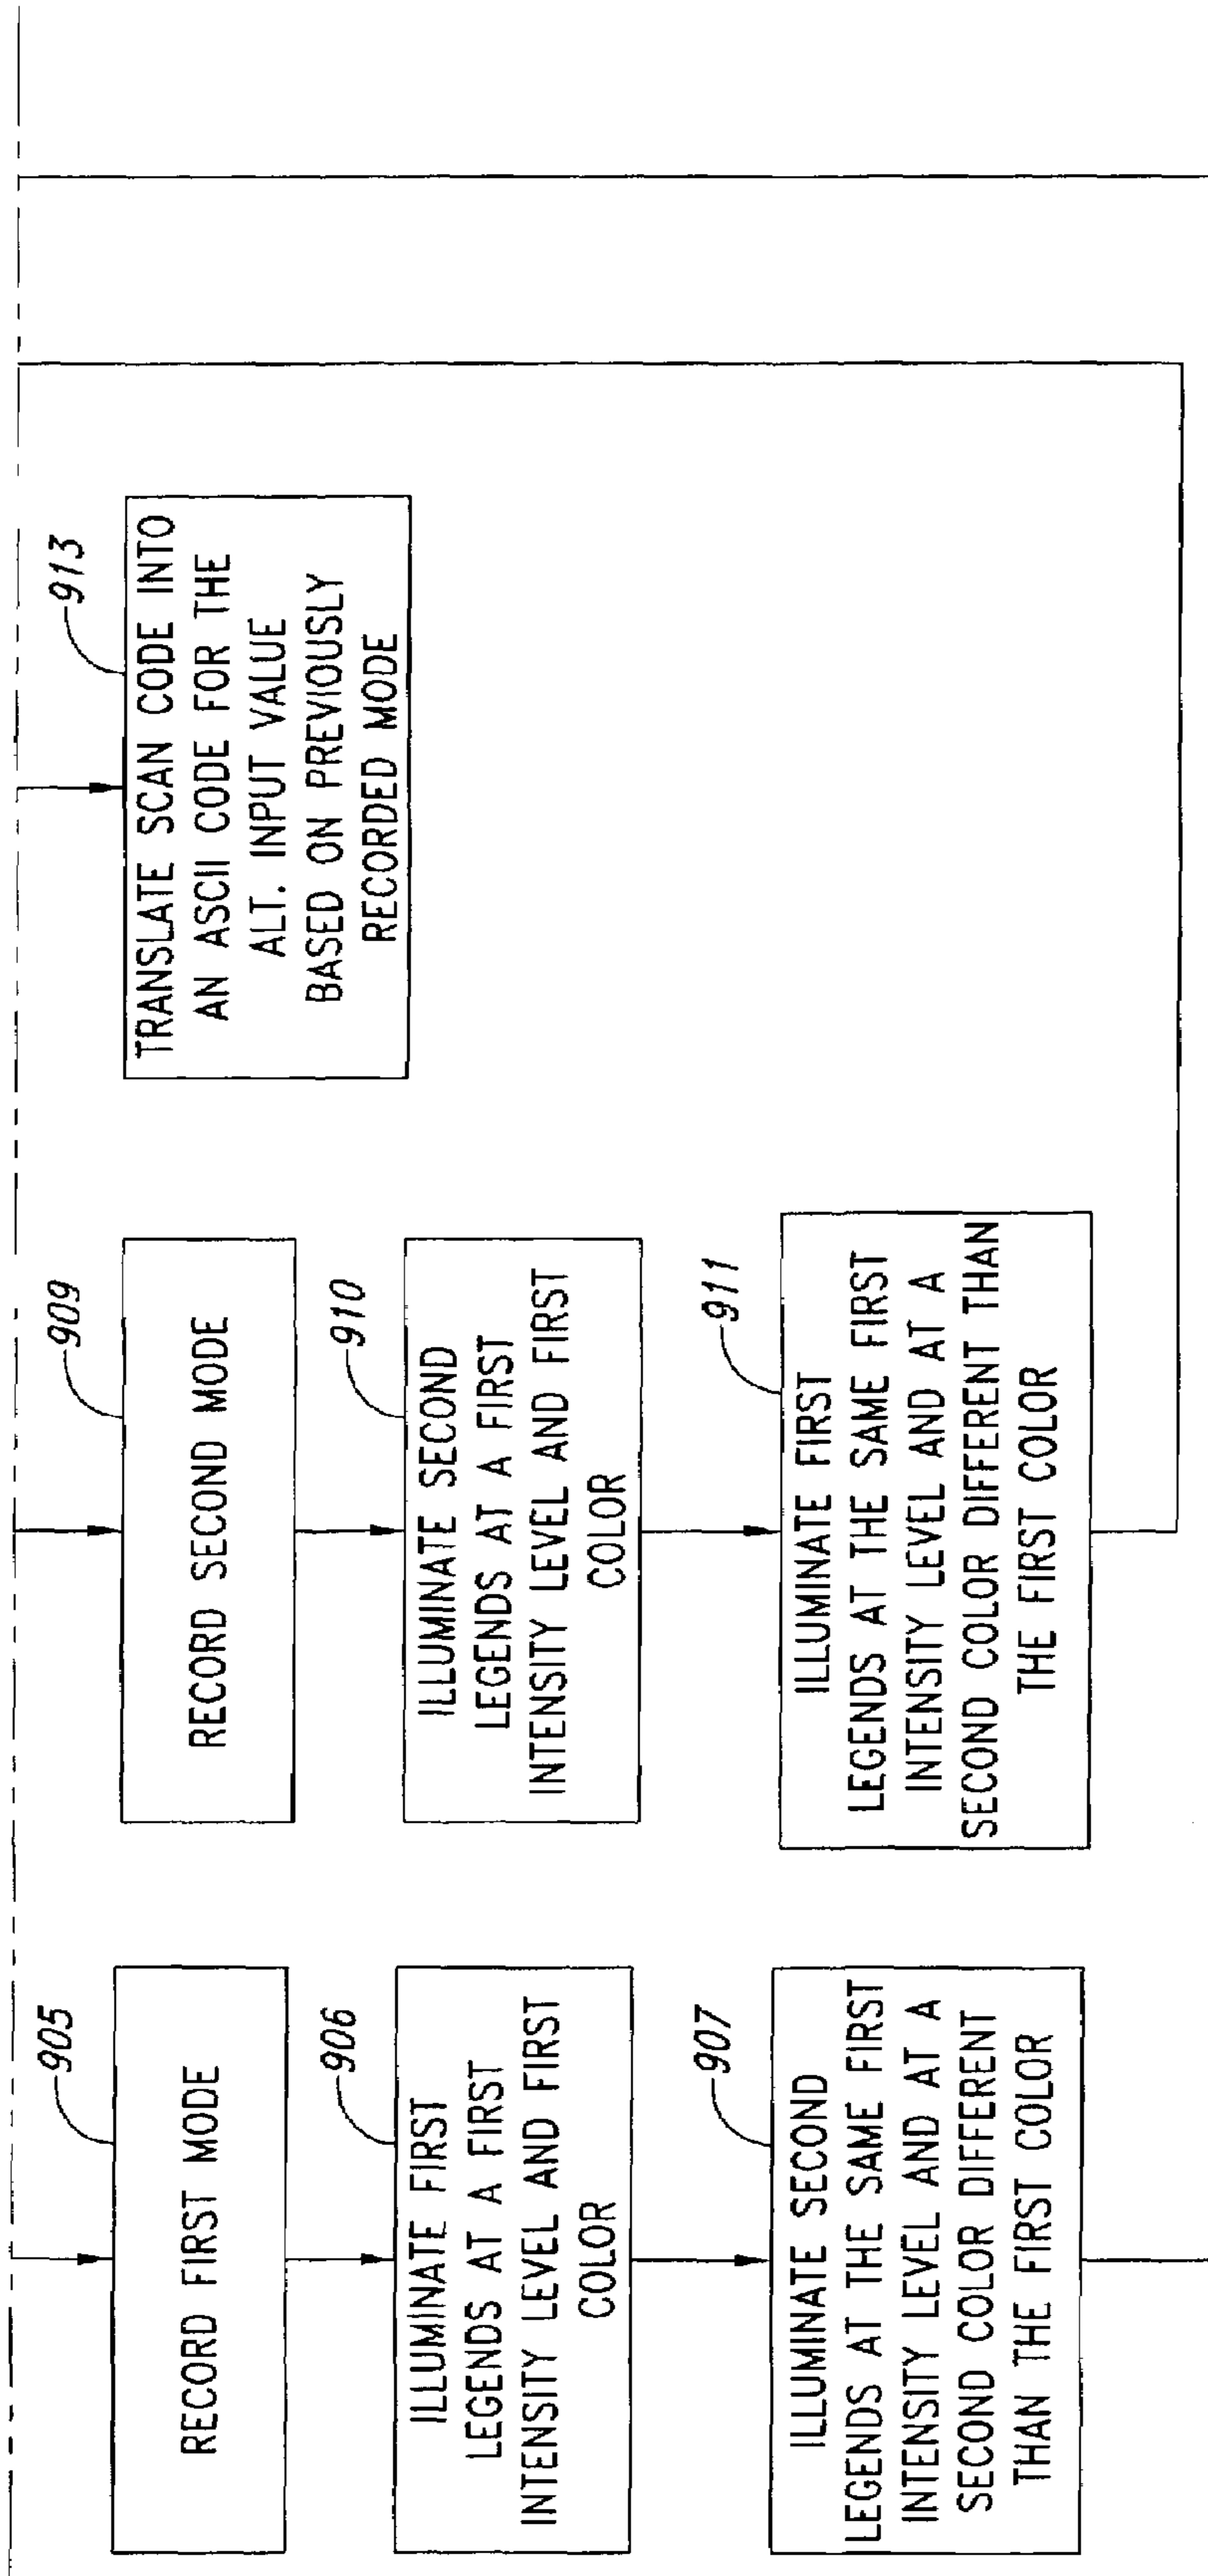 905
RECORD FIRST MODE
906
ILLUMINATE FIRST
LEGENDS AT A FIRST
INTENSITY LEVEL AND FIRST
COLOR
907
ILLUMINATE SECOND
LEGENDS AT THE SAME FIRST
INTENSITY LEVEL AND AT A
SECOND COLOR DIFFERENT
THAN THE FIRST COLOR
909
RECORD SECOND MODE
910
ILLUMINATE SECOND
LEGENDS AT A FIRST
INTENSITY LEVEL AND FIRST
COLOR
911
ILLUMINATE FIRST
LEGENDS AT THE SAME FIRST
INTENSITY LEVEL AND AT A
SECOND COLOR DIFFERENT THAN
THE FIRST COLOR
913
TRANSLATE SCAN CODE INTO
AN ASCII CODE FOR THE
ALT. INPUT VALUE
BASED ON PREVIOUSLY
RECORDED MODE